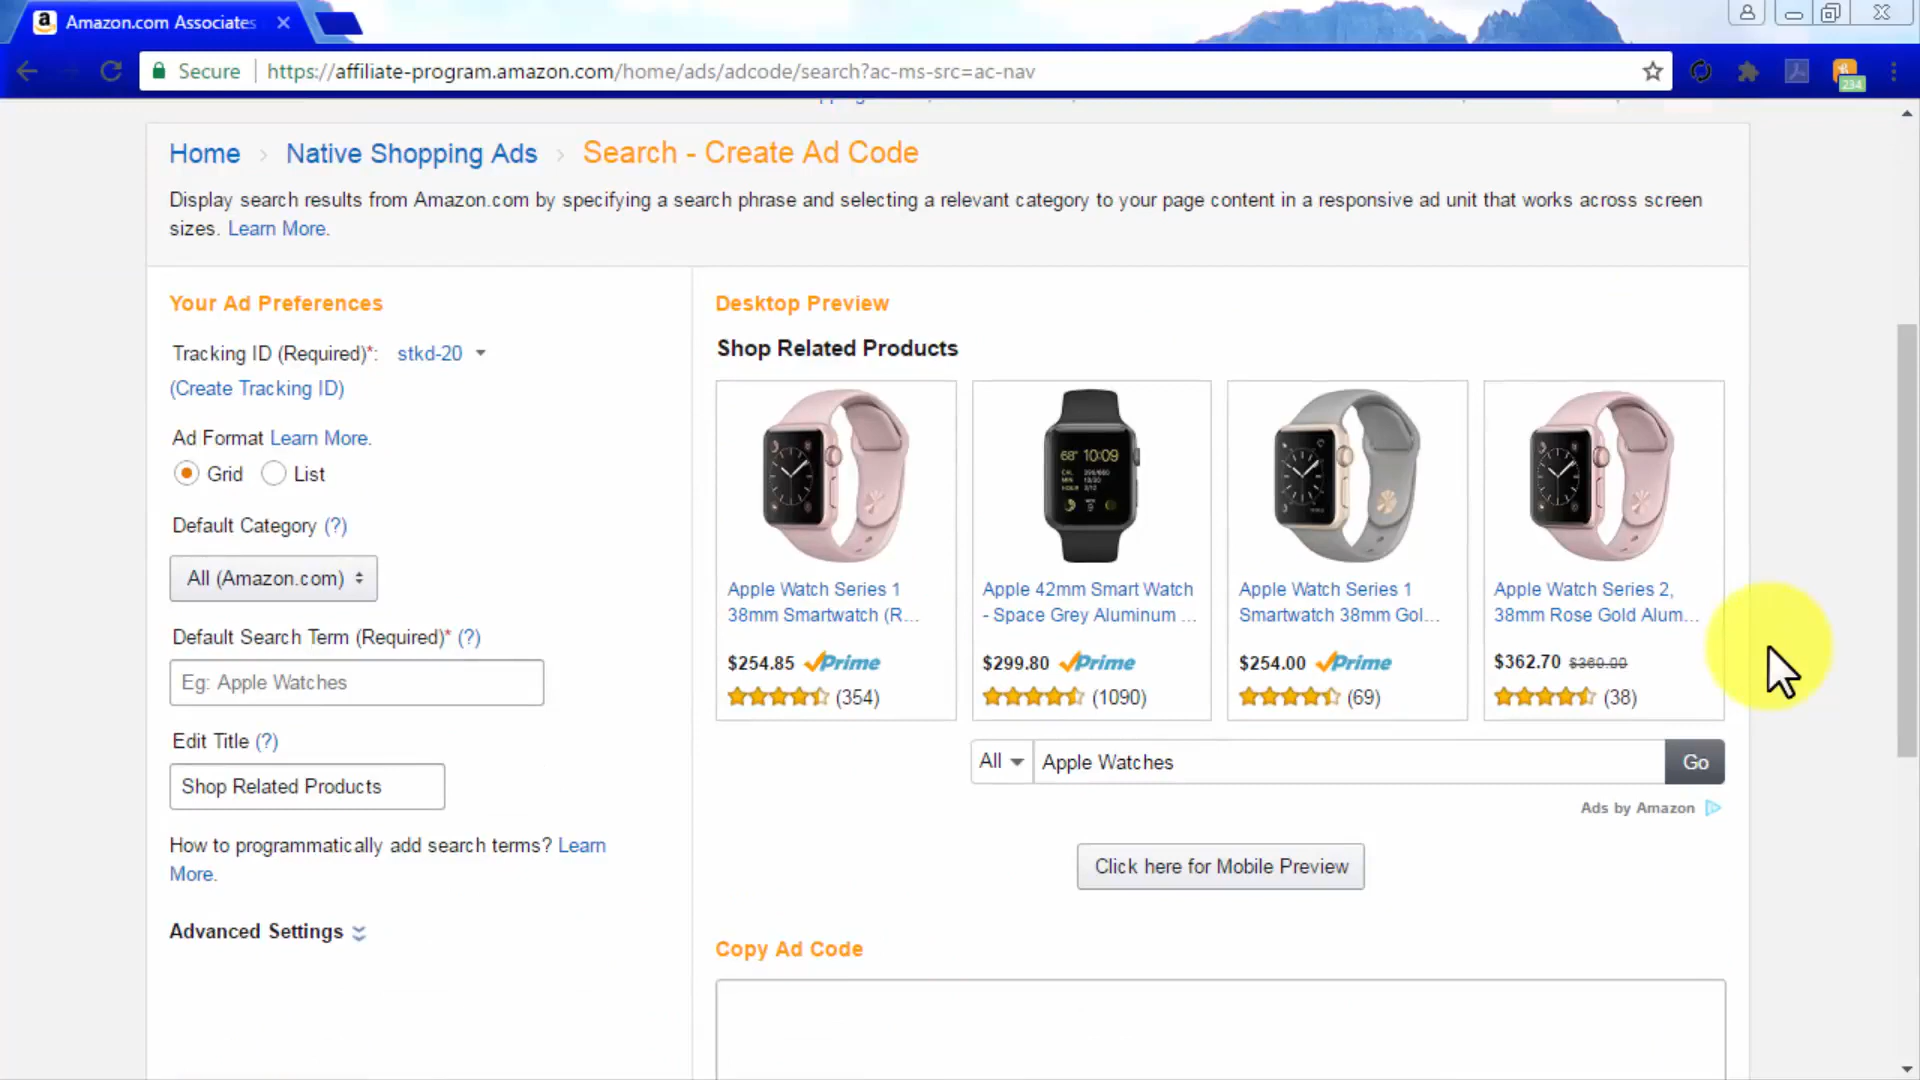 Amazon.com Associates
Secure
https://affiliate-program.amazon.com/home/ads/adcode/search?ac-ms-src=ac-nav
234
Home > Native Shopping Ads > Search - Create Ad Code
Display search results from Amazon.com by specifying a search phrase and selecting a relevant category to your page content in a responsive ad unit that works across screen
sizes. Learn More.
Your Ad Preferences
Tracking ID (Required)*: stkd-20
(Create Tracking ID)
Ad Format Learn More.
Grid
List
Default Category (?)
All (Amazon.com)
Default Search Term (Required)* (?)
Eg: Apple Watches
Edit Title (?)
Shop Related Products
How to programmatically add search terms? Learn
More.
Advanced Settings
Desktop Preview
Shop Related Products
68° 10:09
Apple Watch Series 1
38mm Smartwatch (R...
$254.85 Prime
(354)
Apple 42mm Smart Watch
- Space Grey Aluminum ...
$299.80 Prime
(1090)
Apple Watch Series 1
Smartwatch 38mm Gol...
$254.00 Prime
(69)
Apple Watch Series 2,
38mm Rose Gold Alum...
$362.70 $369.00
(38)
All
Apple Watches
Go
Ads by Amazon
Click here for Mobile Preview
Copy Ad Code